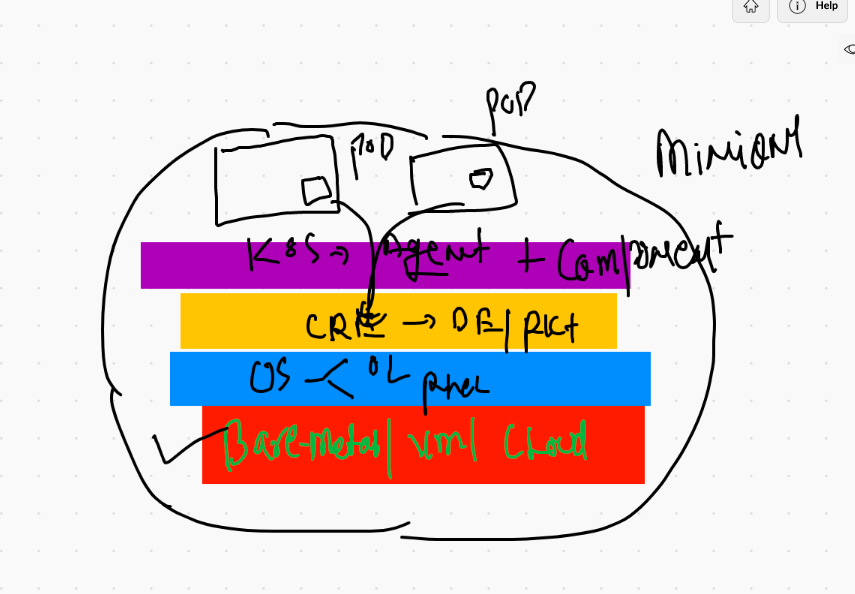 Help
POD
POD
Minion
K8S → Agent + Component
CRE → DE/RKt
OS < OL rhel
Bare-metal/vm/ Cloud